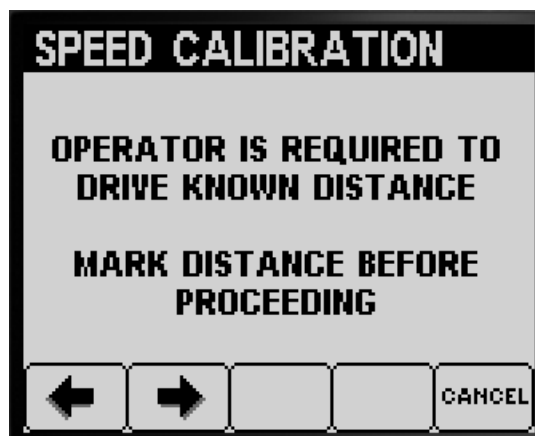 SPEED CALIBRATION
OPERATOR IS REQUIRED TO
DRIVE KNOWN DISTANCE
MARK DISTANCE BEFORE
PROCEEDING
CANCEL